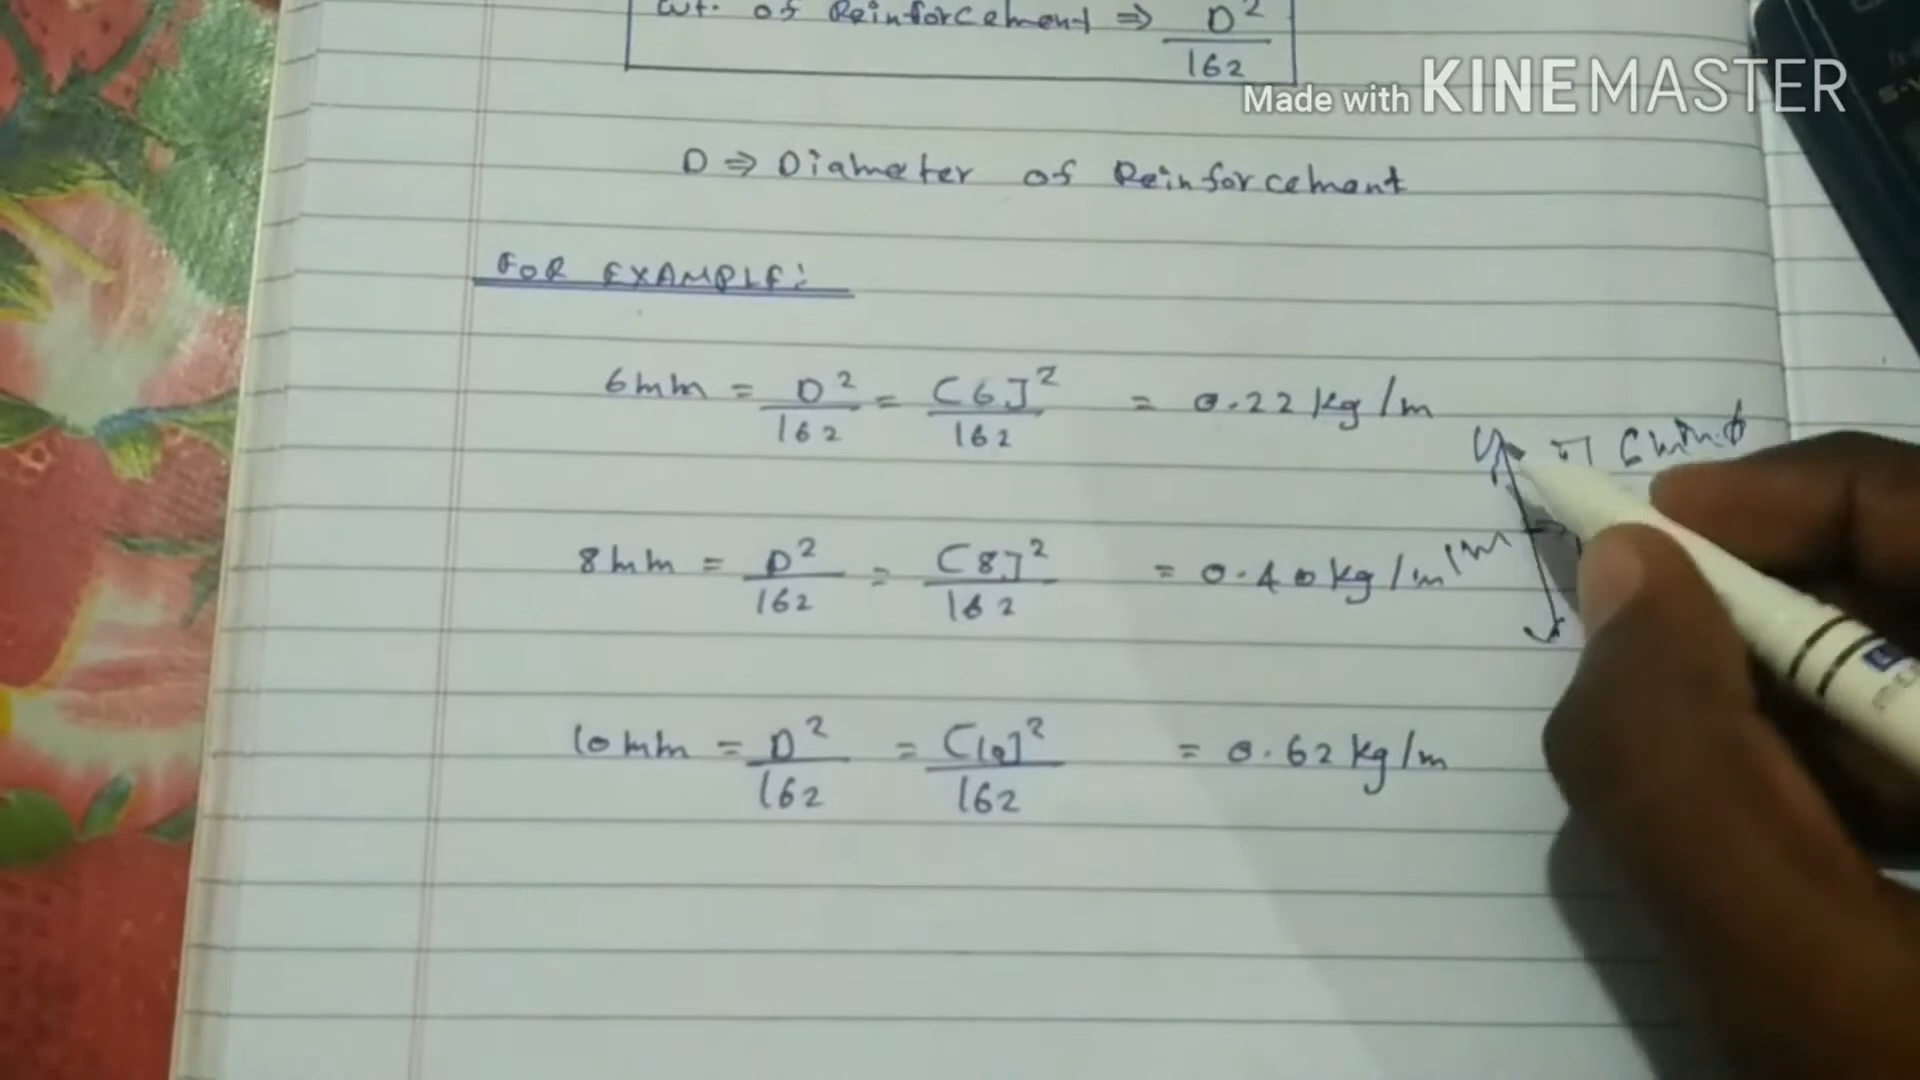 wt. of Reinforcement ⇒ D²/162
Made with KINEMASTER
D ⇒ Diameter of Reinforcement
FOR EXAMPLE:
6mm = D²/162 = [6]²/162 = 0.22 kg/m
6mm ϕ
8mm = D²/162 = [8]²/162 = 0.40 kg/m
1m
10mm = D²/162 = [10]²/162 = 0.62 kg/m